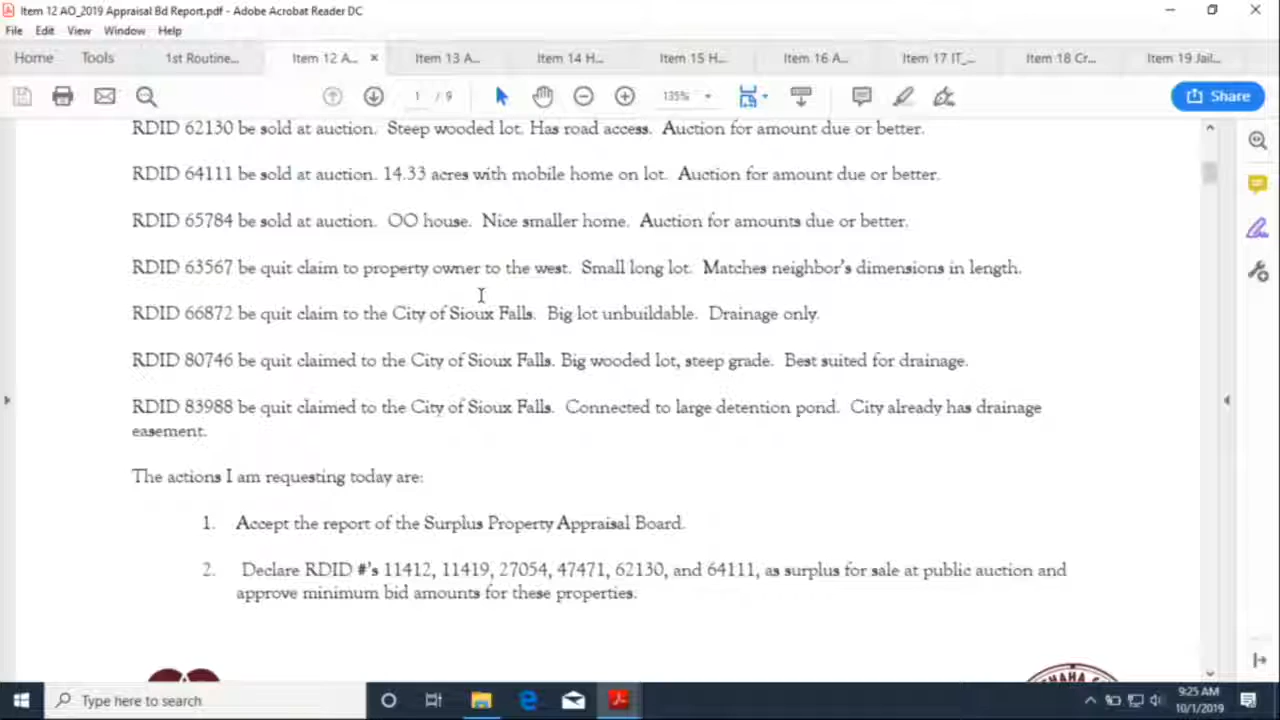 Item 12 AO_2019 Appraisal Bd Report.pdf - Adobe Acrobat Reader DC
File Edit View Window Help
Home Tools 1st Routine... Item 12 A... Item 13 A... Item 14 H... Item 15 H... Item 16 A... Item 17 IT_... Item 18 Cr... Item 19 Jail...
1 / 9 135% Share
RDID 62130 be sold at auction. Steep wooded lot. Has road access. Auction for amount due or better.
RDID 64111 be sold at auction. 14.33 acres with mobile home on lot. Auction for amount due or better.
RDID 65784 be sold at auction. OO house. Nice smaller home. Auction for amounts due or better.
RDID 63567 be quit claim to property owner to the west. Small long lot. Matches neighbor's dimensions in length.
RDID 66872 be quit claim to the City of Sioux Falls. Big lot unbuildable. Drainage only.
RDID 80746 be quit claimed to the City of Sioux Falls. Big wooded lot, steep grade. Best suited for drainage.
RDID 83988 be quit claimed to the City of Sioux Falls. Connected to large detention pond. City already has drainage
easement.
The actions I am requesting today are:
1. Accept the report of the Surplus Property Appraisal Board.
2. Declare RDID #'s 11412, 11419, 27054, 47471, 62130, and 64111, as surplus for sale at public auction and
approve minimum bid amounts for these properties.
Type here to search
9:25 AM
10/1/2019